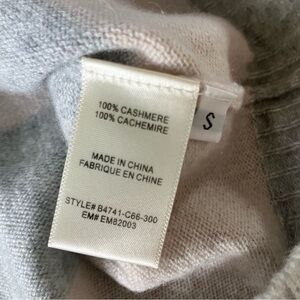 100% CASHMERE
100% CACHEMIRE
S
MADE IN CHINA
FABRIQUE EN CHINE
STYLE# B4741-C66-300
EM# EM82003